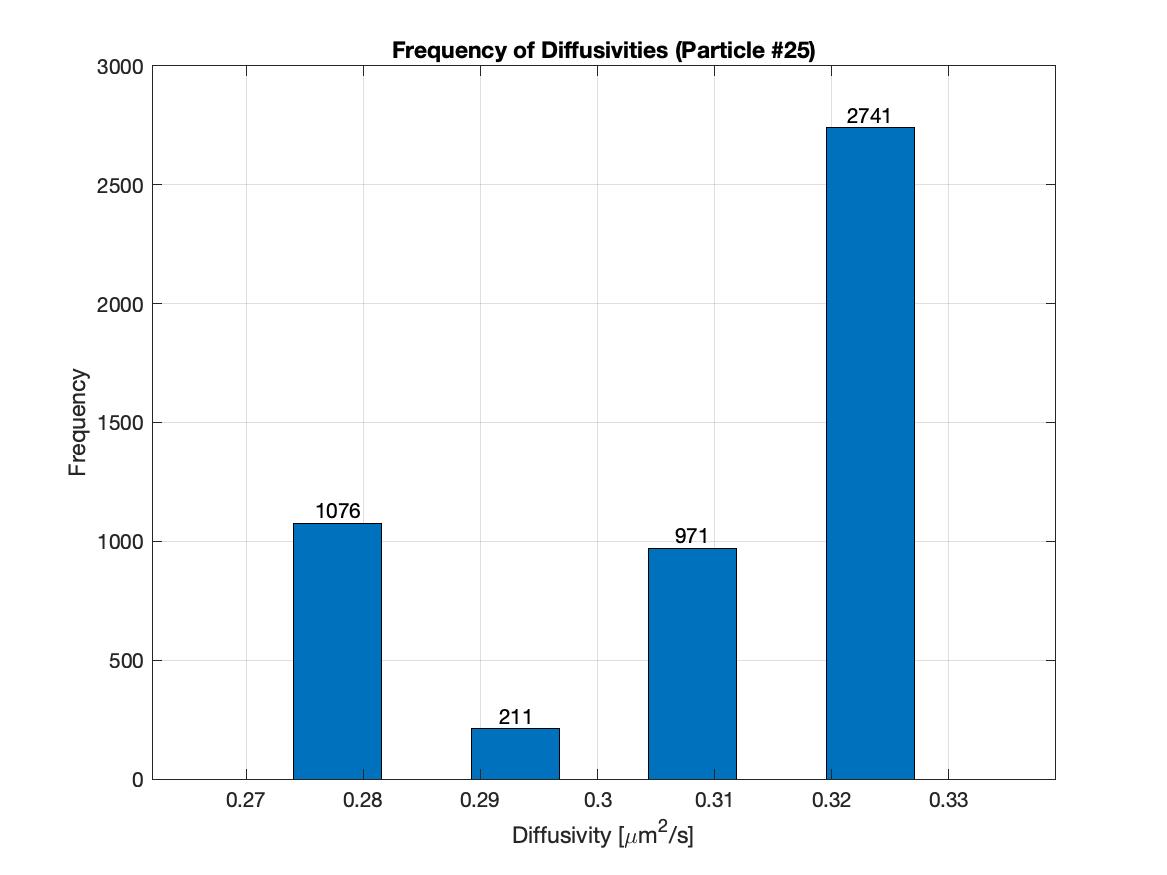 Frequency of Diffusivities (Particle #25)
3000
2500
2000
1500
1000
500
0
Frequency
1076
211
971
2741
0.27 0.28 0.29 0.3 0.31 0.32 0.33
Diffusivity [μm²/s]